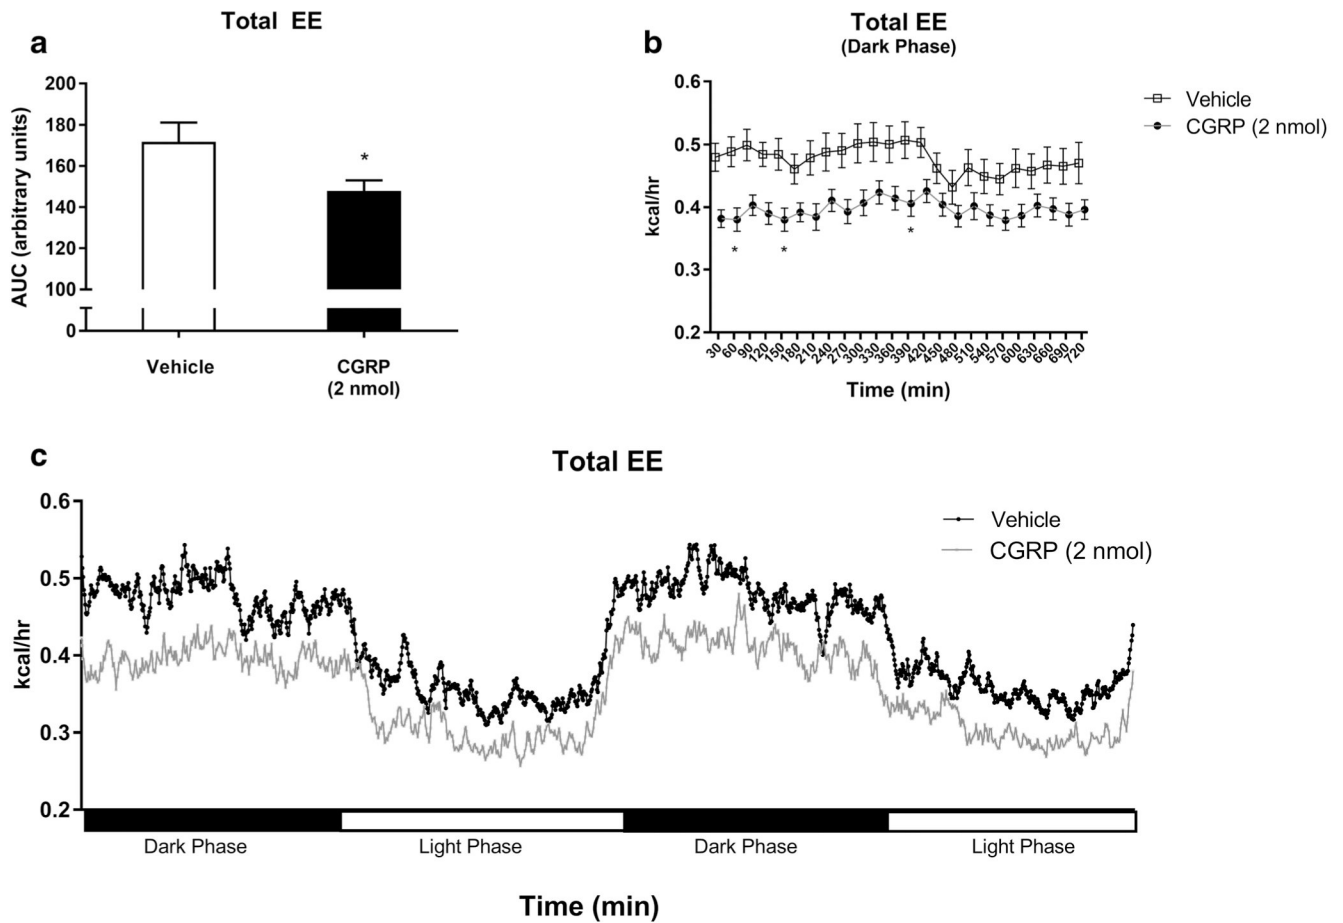 a
Total EE
AUC (arbitrary units)
200
180
160
140
120
100
0
*
Vehicle
CGRP
(2 nmol)
b
Total EE
(Dark Phase)
kcal/hr
0.6
0.5
0.4
0.3
0.2
* * *
30 60 90 120 150 180 210 240 270 300 330 360 390 420 450 480 510 540 570 600 630 660 690 720
Time (min)
Vehicle
CGRP (2 nmol)
c
Total EE
kcal/hr
0.6
0.5
0.4
0.3
0.2
Vehicle
CGRP (2 nmol)
Dark Phase Light Phase Dark Phase Light Phase
Time (min)